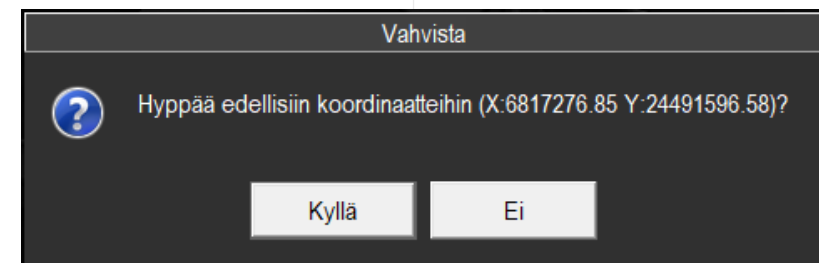 Vahvista
Hyppää edellisiin koordinaatteihin (X:6817276.85 Y:24491596.58)?
Kyllä
Ei